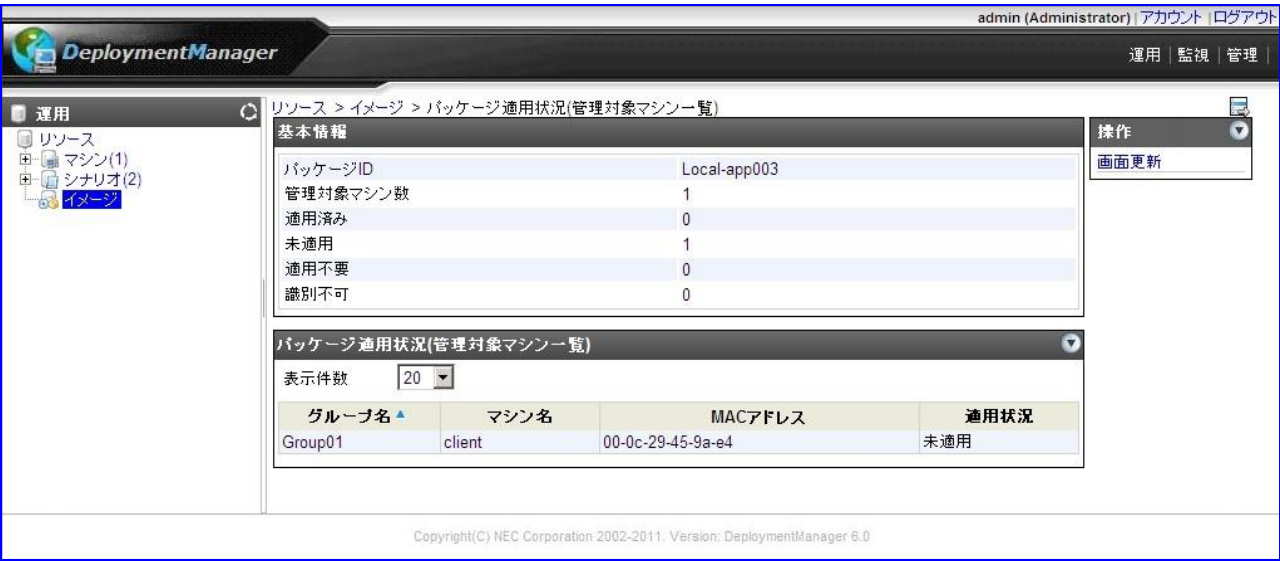 admin (Administrator) | アカウント | ログアウト
DeploymentManager
運用 | 監視 | 管理 |
運用
リソース
マシン(1)
シナリオ(2)
イメージ
リソース > イメージ > パッケージ適用状況(管理対象マシン一覧)
基本情報
パッケージID Local-app003
管理対象マシン数 1
適用済み 0
未適用 1
適用不要 0
識別不可 0
パッケージ適用状況(管理対象マシン一覧)
表示件数 20
グループ名 マシン名 MACアドレス 適用状況
Group01 client 00-0c-29-45-9a-e4 未適用
操作
画面更新
Copyright(C) NEC Corporation 2002-2011. Version: DeploymentManager 6.0